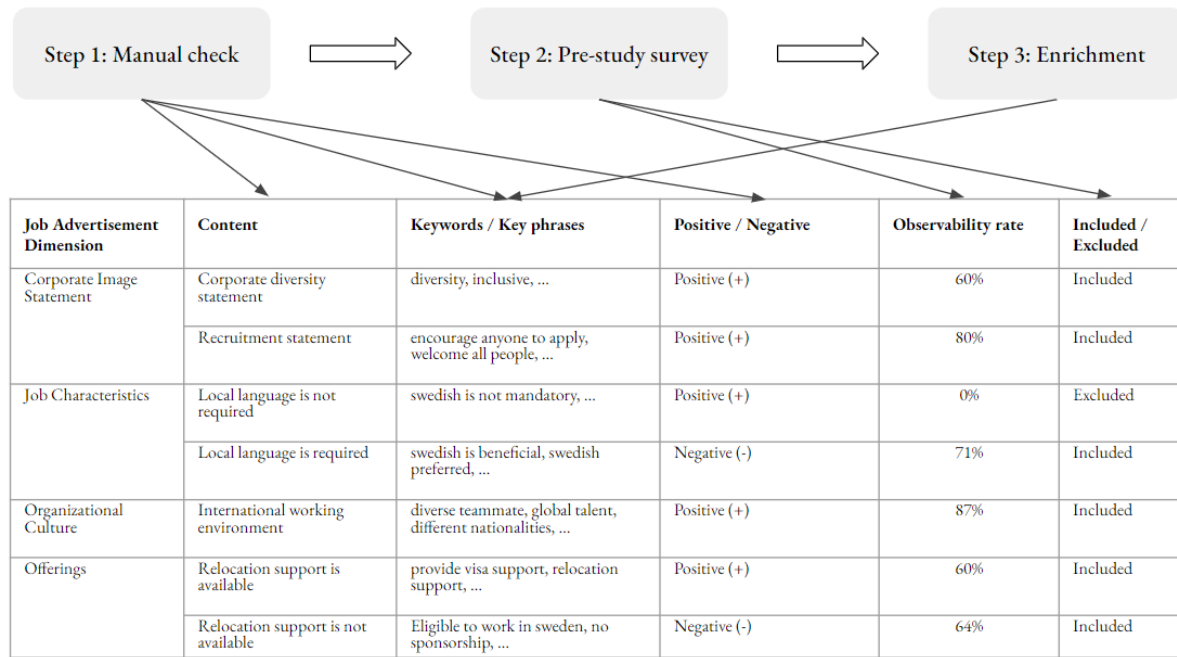 Step 1: Manual check
Step 2: Pre-study survey
Step 3: Enrichment
Job Advertisement
Dimension
Content
Keywords / Key phrases
Positive / Negative
Observability rate
Included /
Excluded
Corporate Image
Statement
Corporate diversity
statement
diversity, inclusive, ...
Positive (+)
60%
Included
Recruitment statement
encourage anyone to apply,
welcome all people, ...
Positive (+)
80%
Included
Job Characteristics
Local language is not
required
swedish is not mandatory, ...
Positive (+)
0%
Excluded
Local language is required
swedish is beneficial, swedish
preferred, ...
Negative (-)
71%
Included
Organizational
Culture
International working
environment
diverse teammate, global talent,
different nationalities, ...
Positive (+)
87%
Included
Offerings
Relocation support is
available
provide visa support, relocation
support, ...
Positive (+)
60%
Included
Relocation support is not
available
Eligible to work in sweden, no
sponsorship, ...
Negative (-)
64%
Included